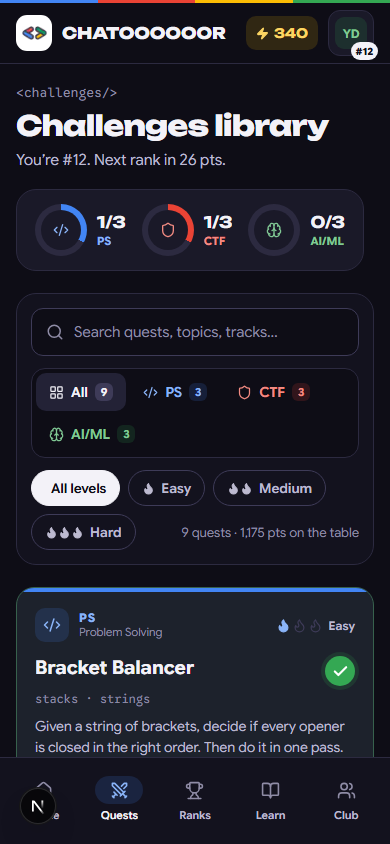 CHATOOOOOOR
340
YD
#12
<challenges/>
Challenges library
You're #12. Next rank in 26 pts.
1/3
PS
1/3
CTF
0/3
AI/ML
Search quests, topics, tracks...
All 9
PS 3
CTF 3
AI/ML 3
All levels
Easy
Medium
Hard
9 quests · 1,175 pts on the table
PS
Problem Solving
Easy
Bracket Balancer
stacks · strings
Given a string of brackets, decide if every opener
is closed in the right order. Then do it in one pass.
N
Quests
Ranks
Learn
Club